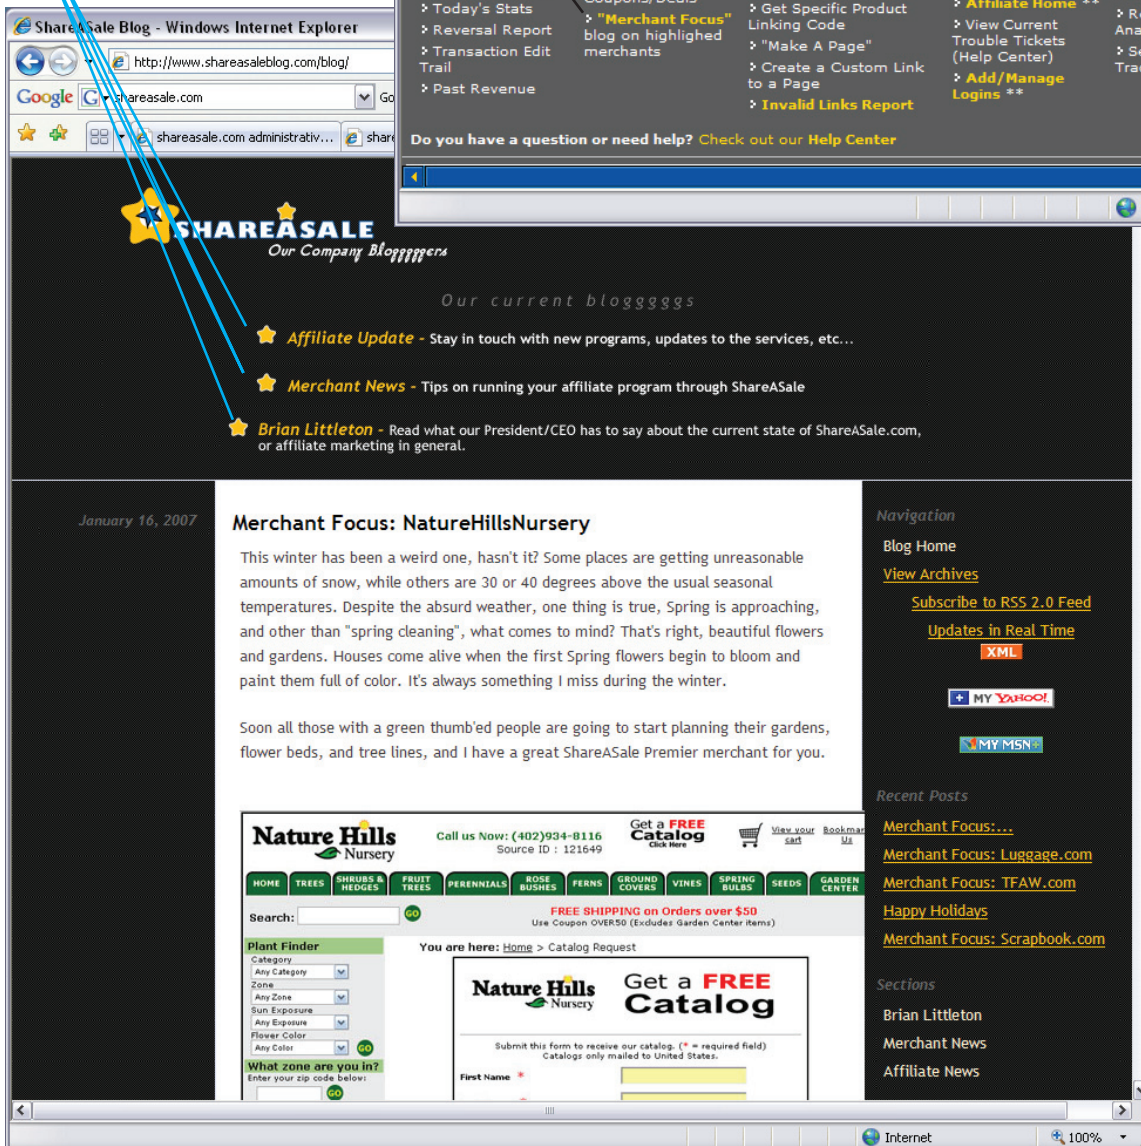 Today's Stats
Reversal Report
Transaction Edit
Trail
Past Revenue
Coupons/Deals
"Merchant Focus"
blog on highlighed
merchants
Get Specific Product
Linking Code
"Make A Page"
Create a Custom Link
to a Page
Invalid Links Report
Affiliate Home **
View Current
Trouble Tickets
(Help Center)
Add/Manage
Logins **
Do you have a question or need help? Check out our Help Center
ShareASale Blog - Windows Internet Explorer
http://www.shareasaleblog.com/blog/
Google G shareasale.com Go
shareasale.com administrativ... share
SHAREASALE
Our Company Blogggggers
Our current bloggggs
Affiliate Update - Stay in touch with new programs, updates to the services, etc...
Merchant News - Tips on running your affiliate program through ShareASale
Brian Littleton - Read what our President/CEO has to say about the current state of ShareASale.com,
or affiliate marketing in general.
January 16, 2007
Merchant Focus: NatureHillsNursery
This winter has been a weird one, hasn't it? Some places are getting unreasonable
amounts of snow, while others are 30 or 40 degrees above the usual seasonal
temperatures. Despite the absurd weather, one thing is true, Spring is approaching,
and other than "spring cleaning", what comes to mind? That's right, beautiful flowers
and gardens. Houses come alive when the first Spring flowers begin to bloom and
paint them full of color. It's always something I miss during the winter.
Soon all those with a green thumb'ed people are going to start planning their gardens,
flower beds, and tree lines, and I have a great ShareASale Premier merchant for you.
Nature Hills
Nursery
Call us Now: (402)934-8116
Source ID : 121649
Get a FREE
Catalog
Click Here
View your
cart
Bookmar
Us
HOME TREES SHRUBS & HEDGES FRUIT TREES PERENNIALS ROSE BUSHES FERNS GROUND COVERS VINES SPRING BULBS SEEDS GARDEN CENTER
Search: GO
FREE SHIPPING on Orders over $50
Use Coupon OVER50 (Excludes Garden Center items)
Plant Finder
Category
Any Category
Zone
Any Zone
Sun Exposure
Any Exposure
Flower Color
Any Color GO
What zone are you in?
Enter your zip code below:
GO
You are here: Home > Catalog Request
Nature Hills
Nursery
Get a FREE
Catalog
Submit this form to receive our catalog. (* = required field)
Catalogs only mailed to United States.
First Name *
Navigation
Blog Home
View Archives
Subscribe to RSS 2.0 Feed
Updates in Real Time
XML
+ MY YAHOO!
MY MSN+
Recent Posts
Merchant Focus:...
Merchant Focus: Luggage.com
Merchant Focus: TFAW.com
Happy Holidays
Merchant Focus: Scrapbook.com
Sections
Brian Littleton
Merchant News
Affiliate News
Internet 100%